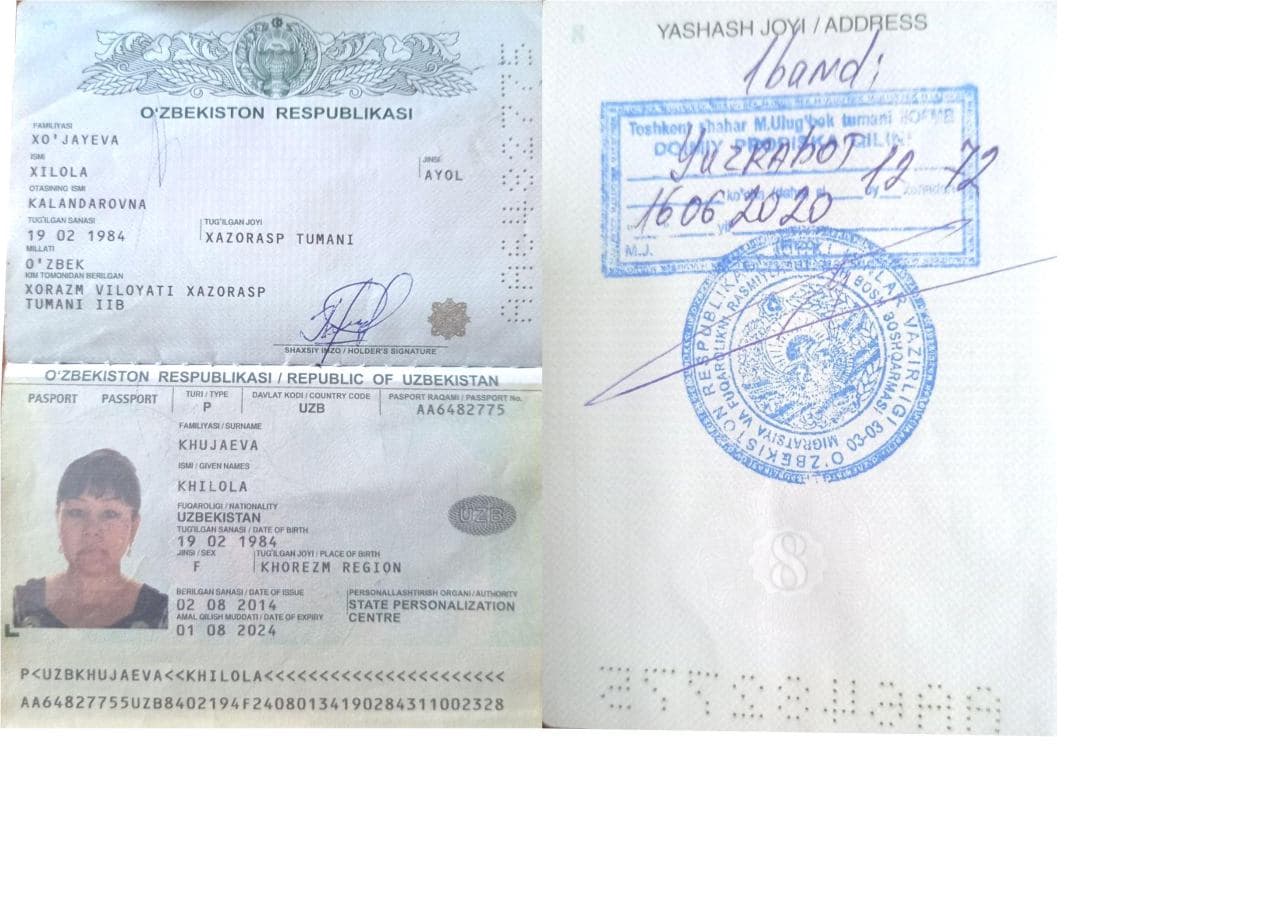 O'ZBEKISTON RESPUBLIKASI
FAMILIYASI
XO'JAYEVA
ISMI
XILOLA
JINSI
AYOL
OTASINING ISMI
KALANDAROVNA
TUG'ILGAN SANASI
19 02 1984
TUG'ILGAN JOYI
XAZORASP TUMANI
MILLATI
O'ZBEK
KIM TOMONIDAN BERILGAN
XORAZM VILOYATI XAZORASP
TUMANI IIB
SHAXSIY IMZO / HOLDER'S SIGNATURE
O'ZBEKISTON RESPUBLIKASI / REPUBLIC OF UZBEKISTAN
PASPORT PASSPORT
TURI / TYPE
P
DAVLAT KODI / COUNTRY CODE
UZB
PASPORT RAQAMI / PASSPORT No.
AA6482775
FAMILIYASI / SURNAME
KHUJAEVA
ISMI / GIVEN NAMES
KHILOLA
FUQAROLIGI / NATIONALITY
UZBEKISTAN
UZB
TUG'ILGAN SANASI / DATE OF BIRTH
19 02 1984
JINSI / SEX
F
TUG'ILGAN JOYI / PLACE OF BIRTH
KHOREZM REGION
BERILGAN SANASI / DATE OF ISSUE
02 08 2014
PERSONALLASHTIRISH ORGANI / AUTHORITY
STATE PERSONALIZATION
CENTRE
AMAL QILISH MUDDATI / DATE OF EXPIRY
01 08 2024
P<UZBKHUJAEVA<<KHILOLA<<<<<<<<<<<<<<<<<<<<<<
AA64827755UZB8402194F24080134190284311002328
YASHASH JOYI / ADDRESS
Toshkent shahar M.Ulug'bek tumani
DOIMIY PROPISKA QILIN
12 72
16 06 2020
M.J.
O'ZBEKISTON RESPUBLIKASI ICHKI ISHLAR VAZIRLIGI
MIGRATSIYA VA FUQAROLIKNI RASMIYLASHTIRISH BOSH BOSHQARMASI 03-03
8
AA6482775